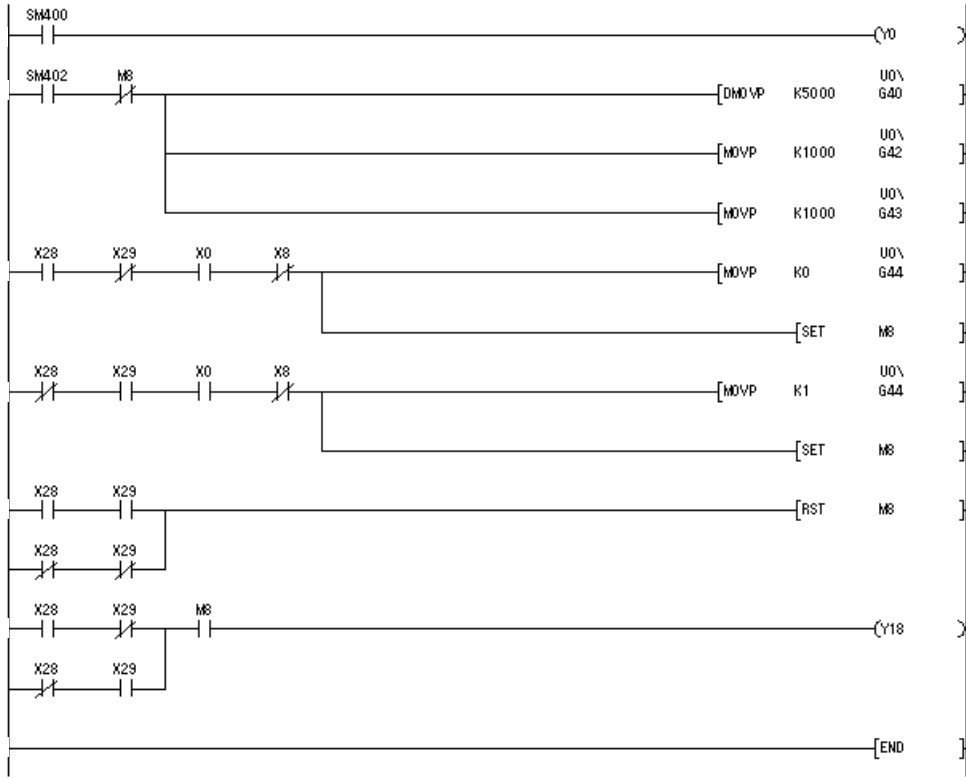 SM400
(Y0 )
SM402 M8 U0\
[DMOVP K5000 G40 ]
U0\
[MOVP K1000 G42 ]
U0\
[MOVP K1000 G43 ]
X28 X29 X0 X8 U0\
[MOVP K0 G44 ]
[SET M8 ]
X28 X29 X0 X8 U0\
[MOVP K1 G44 ]
[SET M8 ]
X28 X29
[RST M8 ]
X28 X29
X28 X29 M8
(Y18 )
X28 X29
[END ]